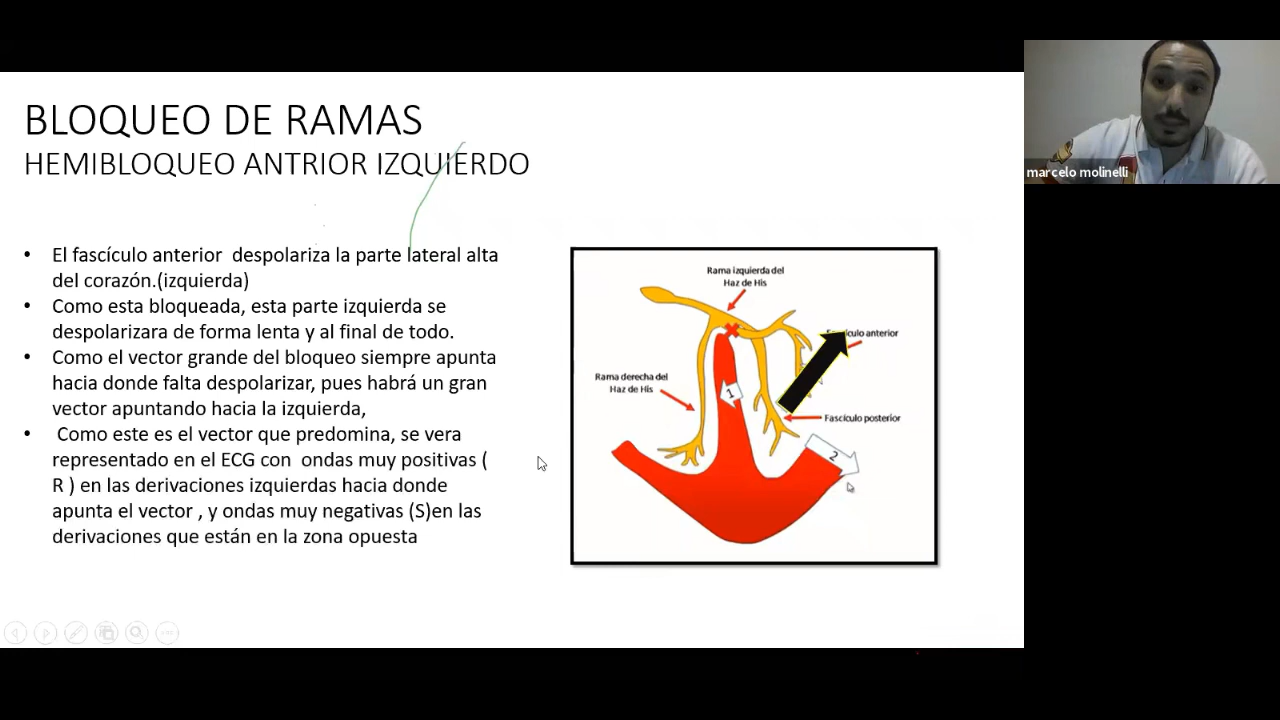 BLOQUEO DE RAMAS
HEMIBLOQUEO ANTRIOR IZQUIERDO
• El fascículo anterior despolariza la parte lateral alta
del corazón.(izquierda)
• Como esta bloqueada, esta parte izquierda se
despolarizara de forma lenta y al final de todo.
• Como el vector grande del bloqueo siempre apunta
hacia donde falta despolarizar, pues habrá un gran
vector apuntando hacia la izquierda,
• Como este es el vector que predomina, se vera
representado en el ECG con ondas muy positivas (
R ) en las derivaciones izquierdas hacia donde
apunta el vector , y ondas muy negativas (S)en las
derivaciones que están en la zona opuesta
Rama izquierda del
Haz de His
anterior
Rama derecha del
Haz de His
1
Fascículo posterior
2
marcelo molinelli